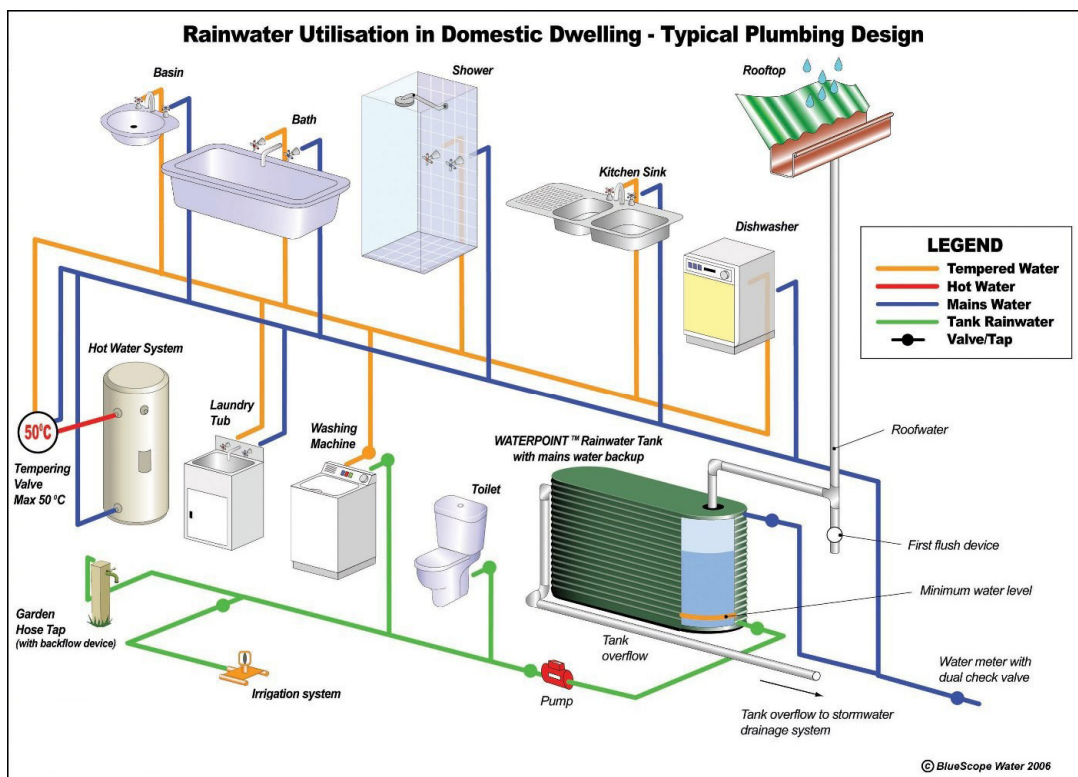 Rainwater Utilisation in Domestic Dwelling - Typical Plumbing Design
Basin
Bath
Shower
Kitchen Sink
Dishwasher
Rooftop
LEGEND
Tempered Water
Hot Water
Mains Water
Tank Rainwater
Valve/Tap
Hot Water System
50°C
Tempering
Valve
Max 50 °C
Laundry
Tub
Washing
Machine
Toilet
WATERPOINT™ Rainwater Tank
with mains water backup
Roofwater
First flush device
Minimum water level
Garden
Hose Tap
(with backflow device)
Irrigation system
Pump
Tank
overflow
Tank overflow to stormwater
drainage system
Water meter with
dual check valve
© BlueScope Water 2006